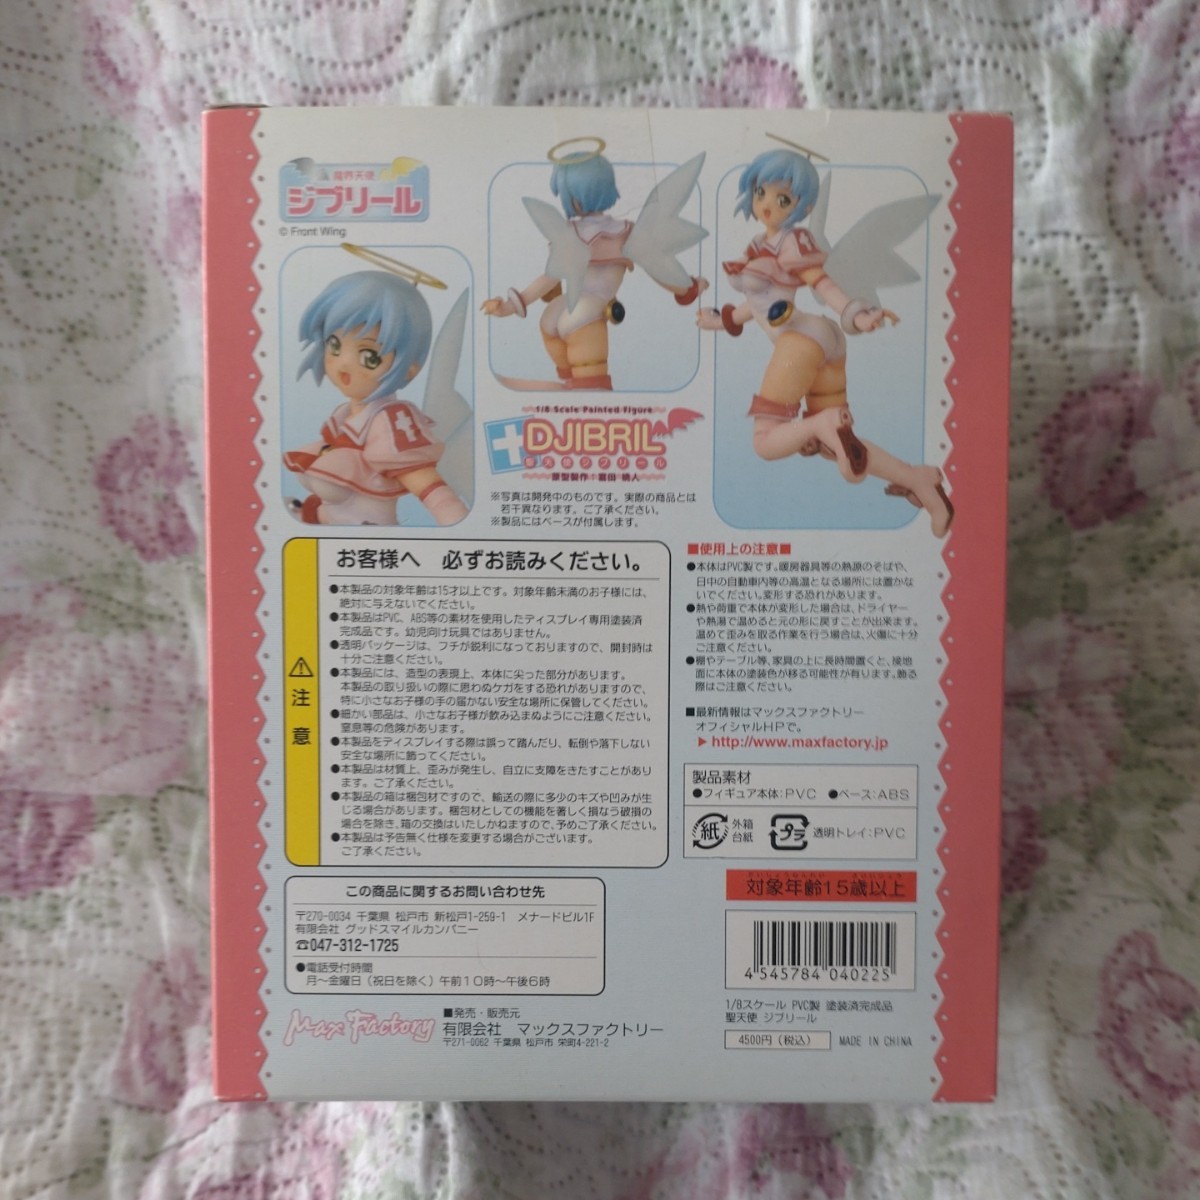 魔界天使
ジブリール
© Front Wing
1/8 Scale Painted Figure
DJIBRIL
聖天使ジブリール
※写真は開発中のものです。実際の商品とは
若干異なります。ご了承ください。
※製品にはベースが付属します。
お客様へ 必ずお読みください。
⚠注意
●本製品の対象年齢は15才以上です。対象年齢未満のお子様には、
絶対に与えないでください。
●本製品はPVC、ABS等の素材を使用したディスプレイ専用塗装済
完成品です。幼児向け玩具ではありません。
●透明パッケージは、フチが鋭利になっておりますので、開封時は
十分ご注意ください。
●本製品には、造型の表現上、本体に尖った部分があります。
本製品の取り扱いの際に思わぬケガをする恐れがありますので、
特に小さなお子様の手の届かない安全な場所に保管してください。
●細かい部品は、小さなお子様が飲み込まぬようにご注意ください。
窒息等の危険があります。
●本製品をディスプレイする際は誤って踏んだり、転倒や落下しない
安全な場所に飾ってください。
●本製品は材質上、歪みが発生し、自立に支障をきたすことがあり
ます。ご了承ください。
●本製品の箱は梱包材ですので、輸送の際に多少のキズや凹みが生
じる場合があります。梱包材としての機能を著しく損なう破損の
場合を除き、箱の交換はいたしかねますので、予めご了承ください。
●本製品は予告無く仕様を変更する場合がございます。
ご了承ください。
■使用上の注意■
●本体はPVC製です。暖房器具等の熱源のそばや、
日中の自動車内等の高温となる場所には置かな
いでください。変形する恐れがあります。
●熱や荷重で本体が変形した場合は、ドライヤー
や熱湯で温めると元の形に戻すことが出来ます。
温めて歪みを取る作業を行う場合は、火傷に十分
ご注意ください。
●棚やテーブル等、家具の上に長時間置くと、接地
面に本体の塗装色が移る可能性が有ります。飾る
際はご注意ください。
■最新情報はマックスファクトリー
オフィシャルHPで。
▶http://www.maxfactory.jp
製品素材
●フィギュア本体:PVC ●ベース:ABS
紙 外箱
台紙
プラ 透明トレイ:PVC
対象年齢15歳以上
この商品に関するお問い合わせ先
〒270-0034 千葉県 松戸市 新松戸1-259-1 メナードビル1F
有限会社 グッドスマイルカンパニー
☎047-312-1725
●電話受付時間
月〜金曜日(祝日を除く)午前10時〜午後6時
Max Factory
■発売・販売元
有限会社 マックスファクトリー
〒271-0062 千葉県 松戸市 栄町4-221-2
4 545784 040225
1/8スケール PVC製 塗装済完成品
聖天使 ジブリール
4500円(税込)
MADE IN CHINA